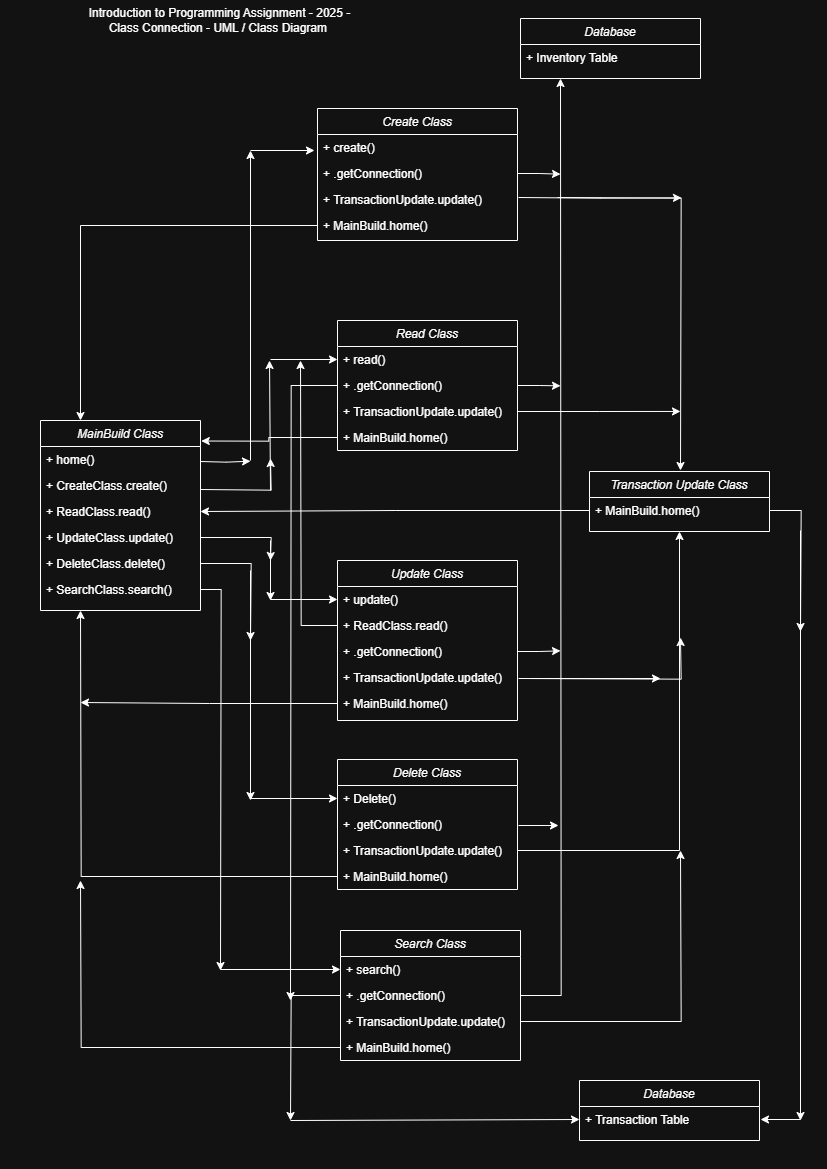 Introduction to Programming Assignment - 2025 -
Class Connection - UML / Class Diagram
Database
+ Inventory Table
Create Class
+ create()
+ .getConnection()
+ TransactionUpdate.update()
+ MainBuild.home()
Read Class
+ read()
+ .getConnection()
+ TransactionUpdate.update()
+ MainBuild.home()
MainBuild Class
+ home()
+ CreateClass.create()
+ ReadClass.read()
+ UpdateClass.update()
+ DeleteClass.delete()
+ SearchClass.search()
Transaction Update Class
+ MainBuild.home()
Update Class
+ update()
+ ReadClass.read()
+ .getConnection()
+ TransactionUpdate.update()
+ MainBuild.home()
Delete Class
+ Delete()
+ .getConnection()
+ TransactionUpdate.update()
+ MainBuild.home()
Search Class
+ search()
+ .getConnection()
+ TransactionUpdate.update()
+ MainBuild.home()
Database
+ Transaction Table